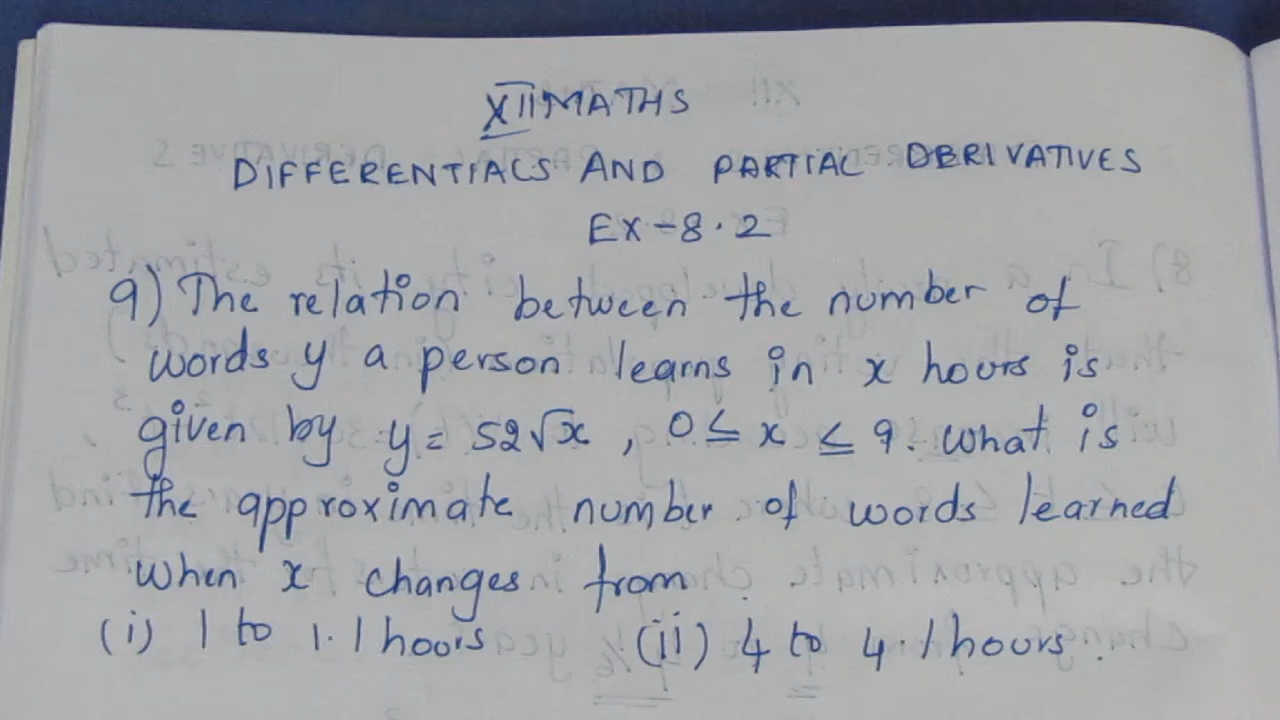 XII MATHS
DIFFERENTIALS AND PARTIAL DERIVATIVES
EX-8.2
9) The relation between the number of
words y a person learns in x hours is
given by y = 52√x , 0 ≤ x ≤ 9. what is
the approximate number of words learned
when x changes from
(i) 1 to 1.1 hours (ii) 4 to 4.1 hours.